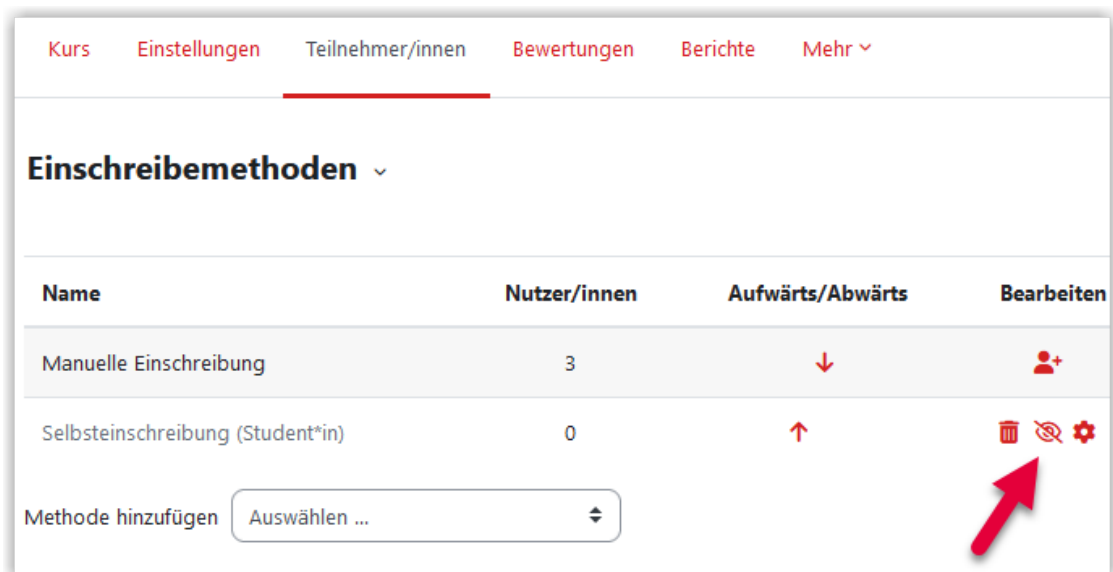 Kurs Einstellungen Teilnehmer/innen Bewertungen Berichte Mehr
Einschreibemethoden
Name Nutzer/innen Aufwärts/Abwärts Bearbeiten
Manuelle Einschreibung 3
Selbsteinschreibung (Student*in) 0
Methode hinzufügen Auswählen ...